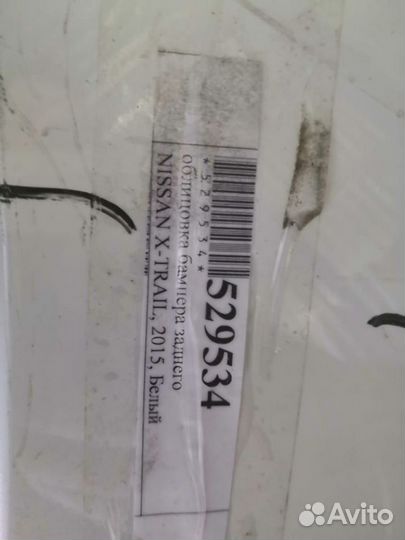 *529534*
529534
облицовка бампера заднего
NISSAN X-TRAIL, 2015, Белый
Avito